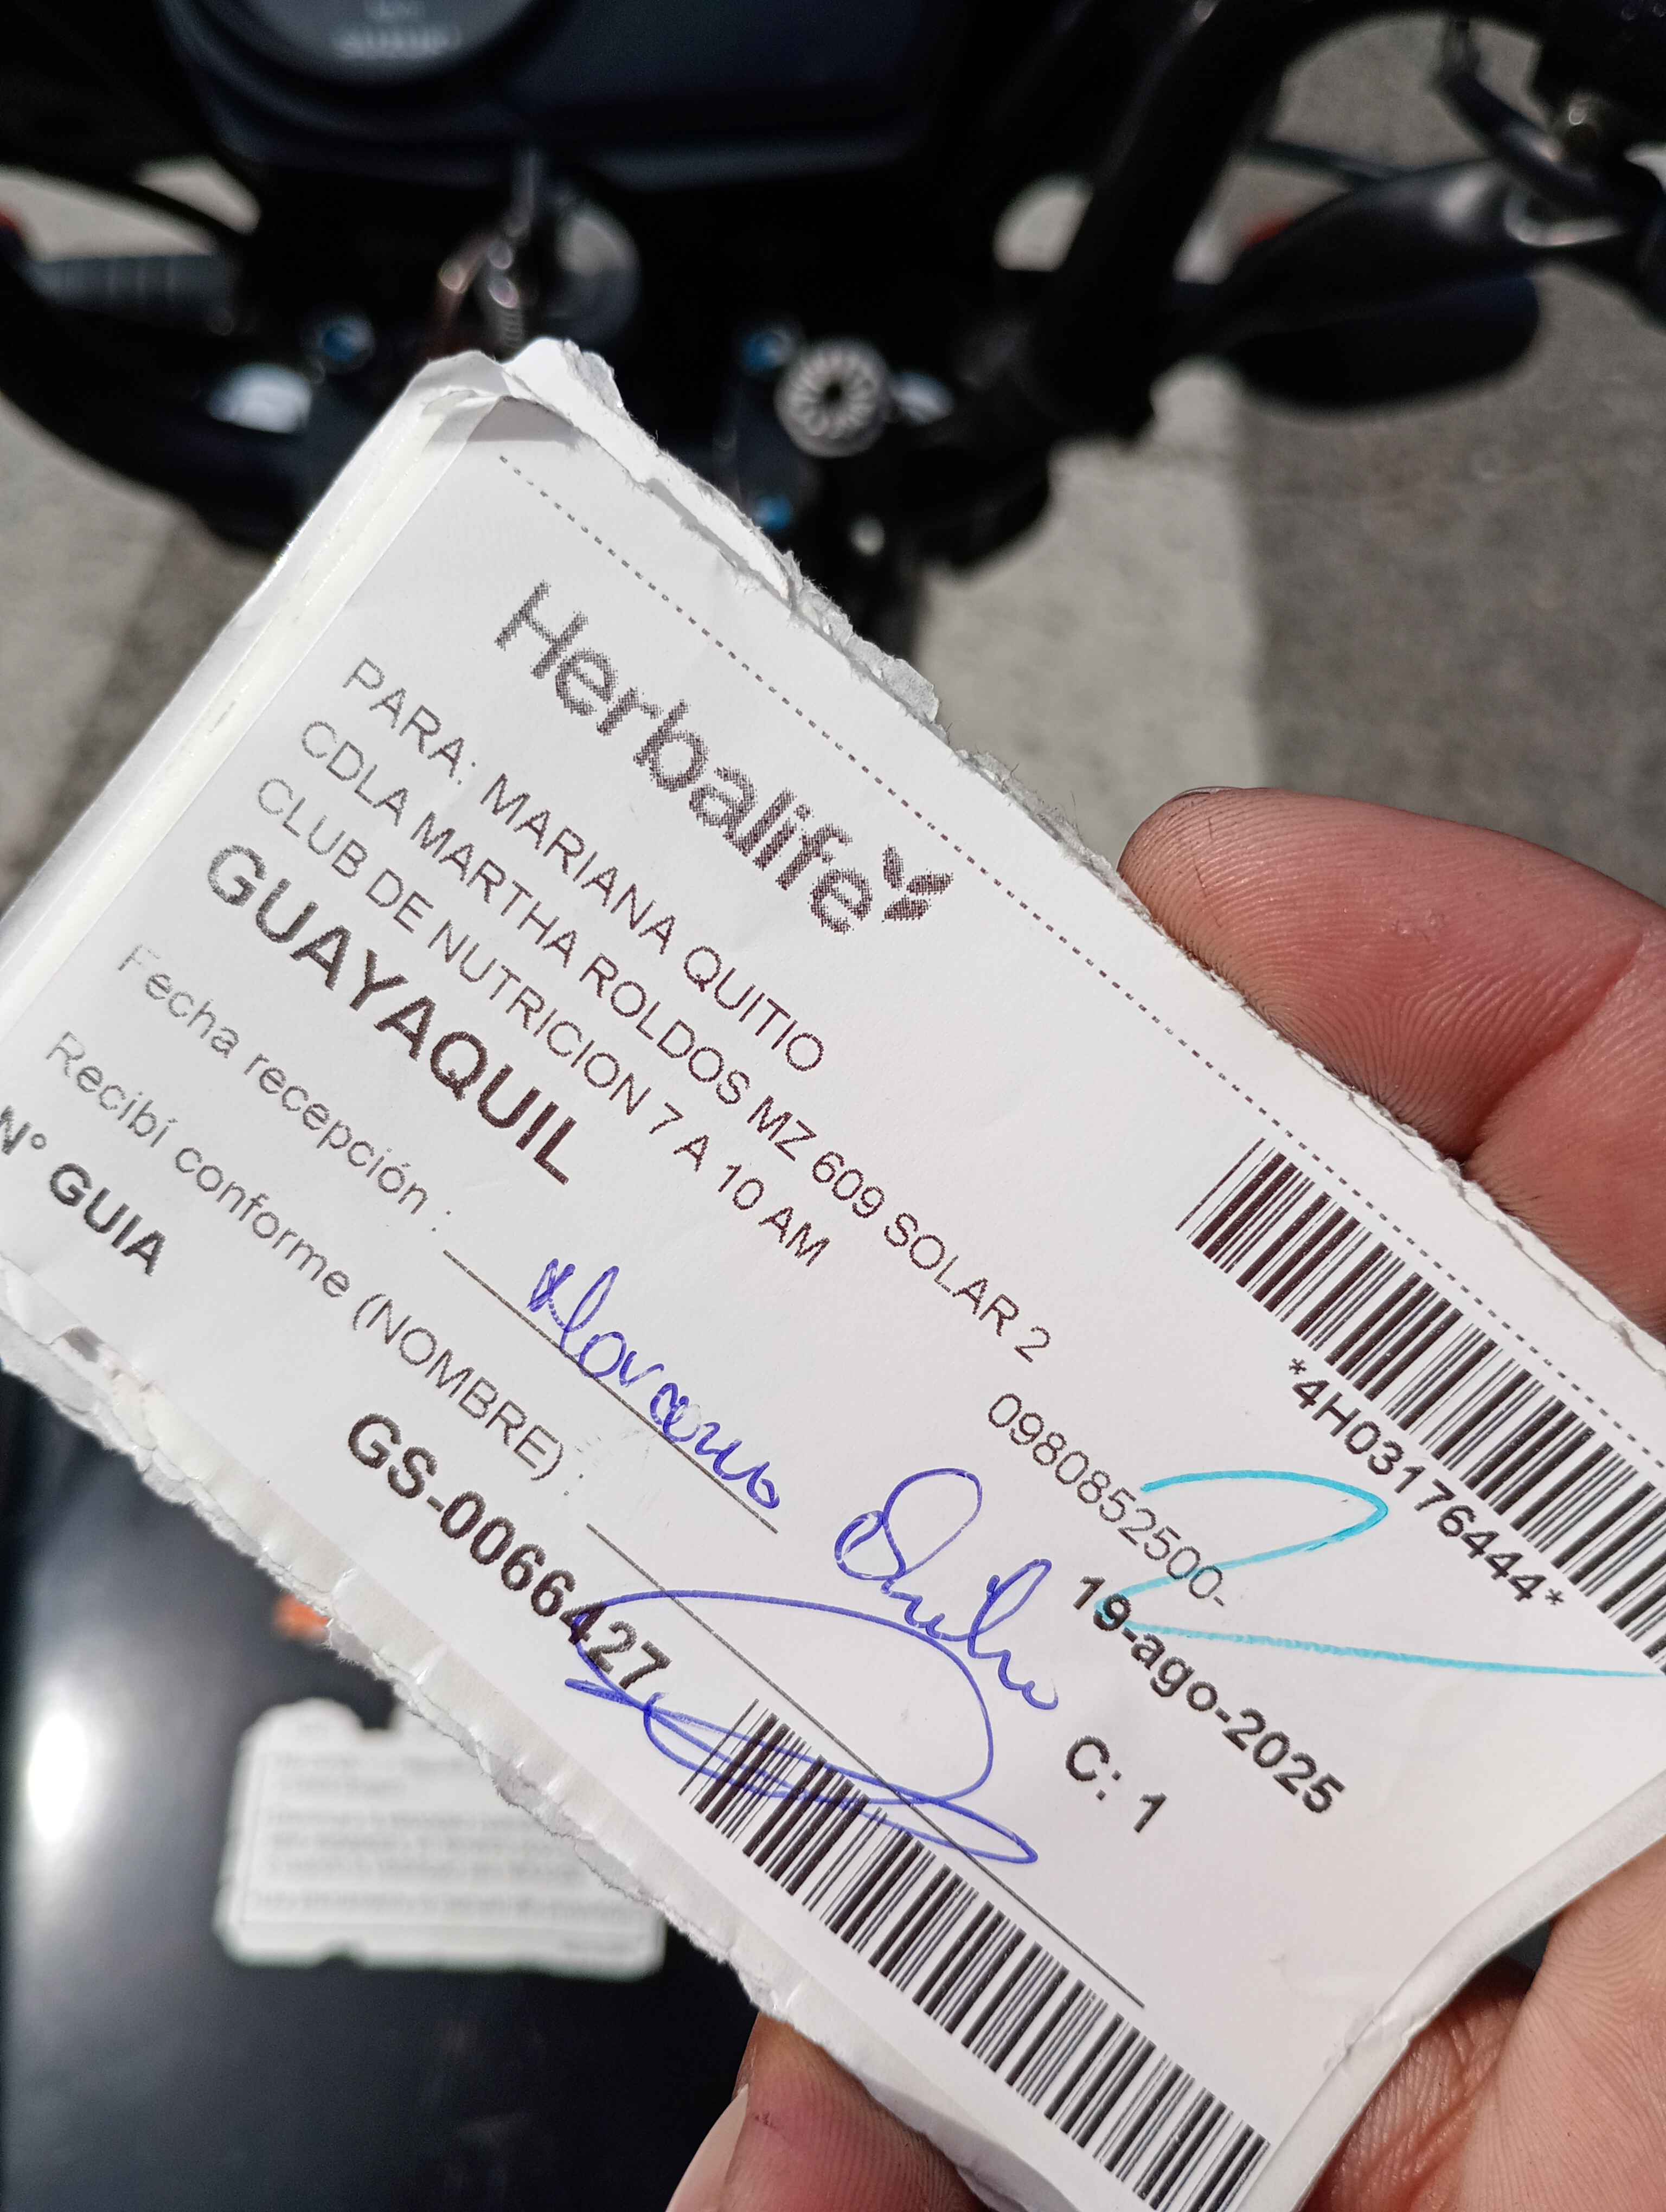 Herbalife
*4H03176444*
PARA: MARIANA QUITIO
CDLA MARTHA ROLDOS MZ 609 SOLAR 2
CLUB DE NUTRICION 7 A 10 AM
0980852500-
GUAYAQUIL
19-ago-2025
2
Fecha recepción :
C: 1
Recibí conforme (NOMBRE) :
N° GUIA
GS-0066427